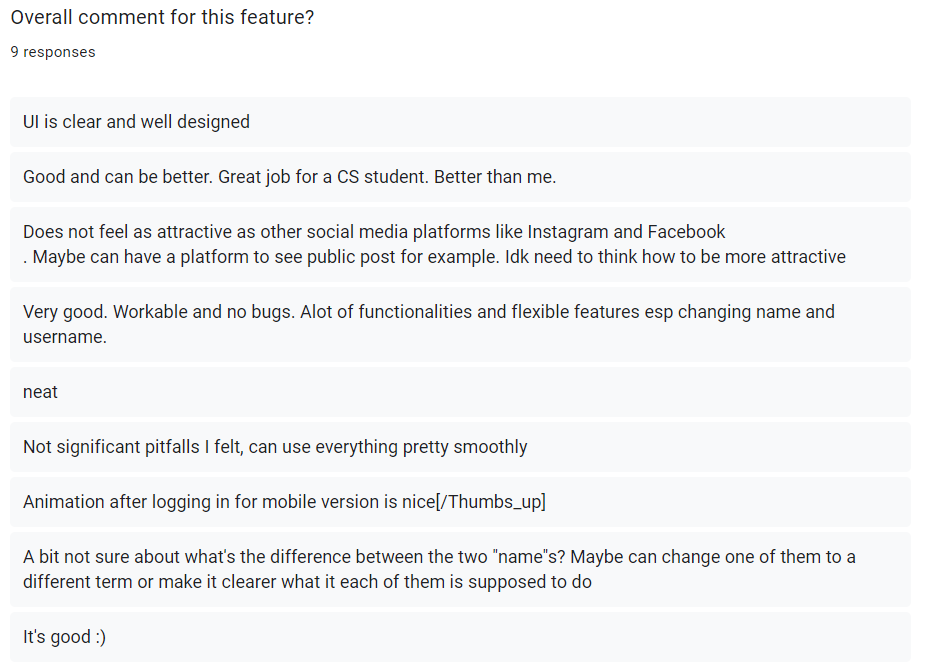 Overall comment for this feature?
9 responses
UI is clear and well designed
Good and can be better. Great job for a CS student. Better than me.
Does not feel as attractive as other social media platforms like Instagram and Facebook
. Maybe can have a platform to see public post for example. Idk need to think how to be more attractive
Very good. Workable and no bugs. Alot of functionalities and flexible features esp changing name and
username.
neat
Not significant pitfalls I felt, can use everything pretty smoothly
Animation after logging in for mobile version is nice[/Thumbs_up]
A bit not sure about what's the difference between the two "name"s? Maybe can change one of them to a
different term or make it clearer what it each of them is supposed to do
It's good :)